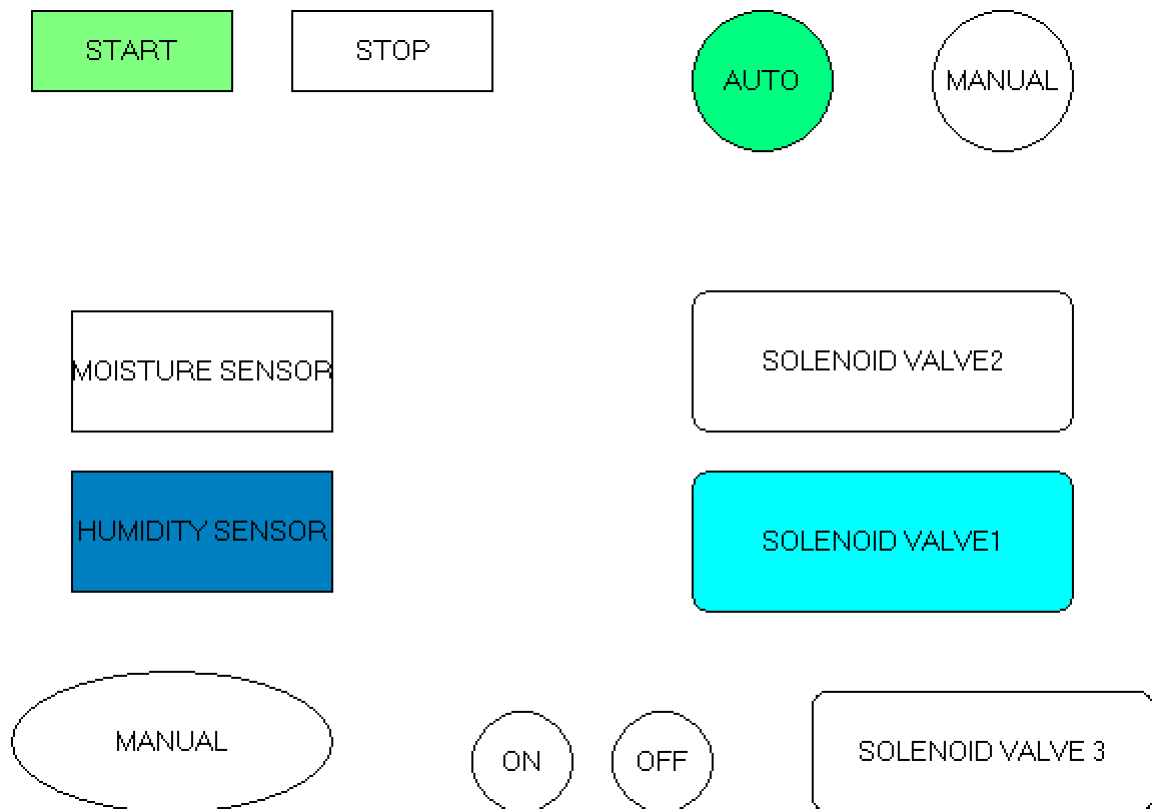 START
STOP
AUTO
MANUAL
MOISTURE SENSOR
SOLENOID VALVE2
HUMIDITY SENSOR
SOLENOID VALVE1
MANUAL
ON
OFF
SOLENOID VALVE 3